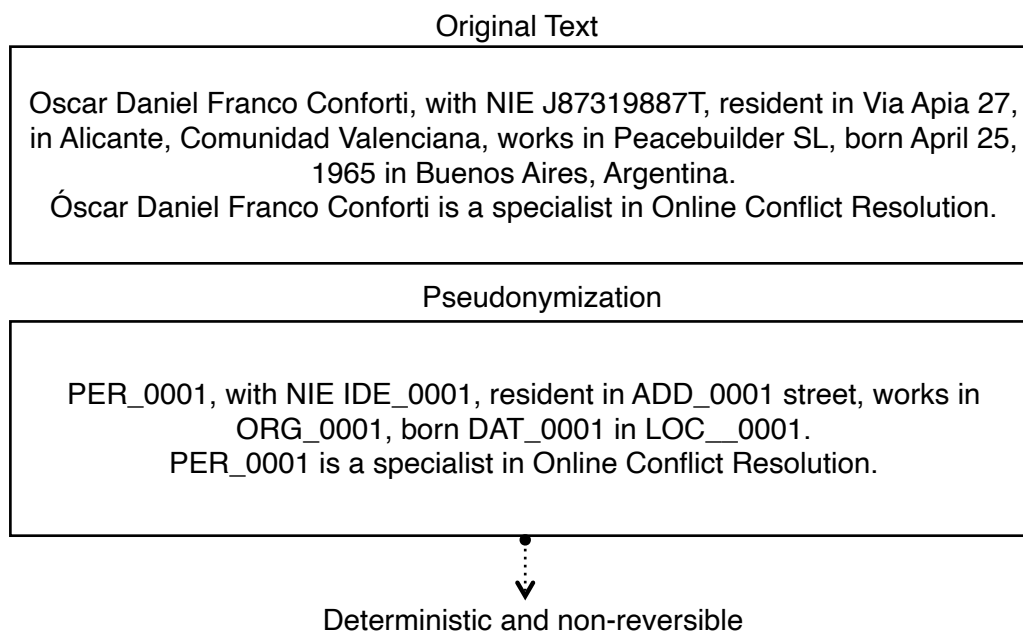 Original Text
Oscar Daniel Franco Conforti, with NIE J87319887T, resident in Via Apia 27,
in Alicante, Comunidad Valenciana, works in Peacebuilder SL, born April 25,
1965 in Buenos Aires, Argentina.
Óscar Daniel Franco Conforti is a specialist in Online Conflict Resolution.
Pseudonymization
PER_0001, with NIE IDE_0001, resident in ADD_0001 street, works in
ORG_0001, born DAT_0001 in LOC__0001.
PER_0001 is a specialist in Online Conflict Resolution.
Deterministic and non-reversible